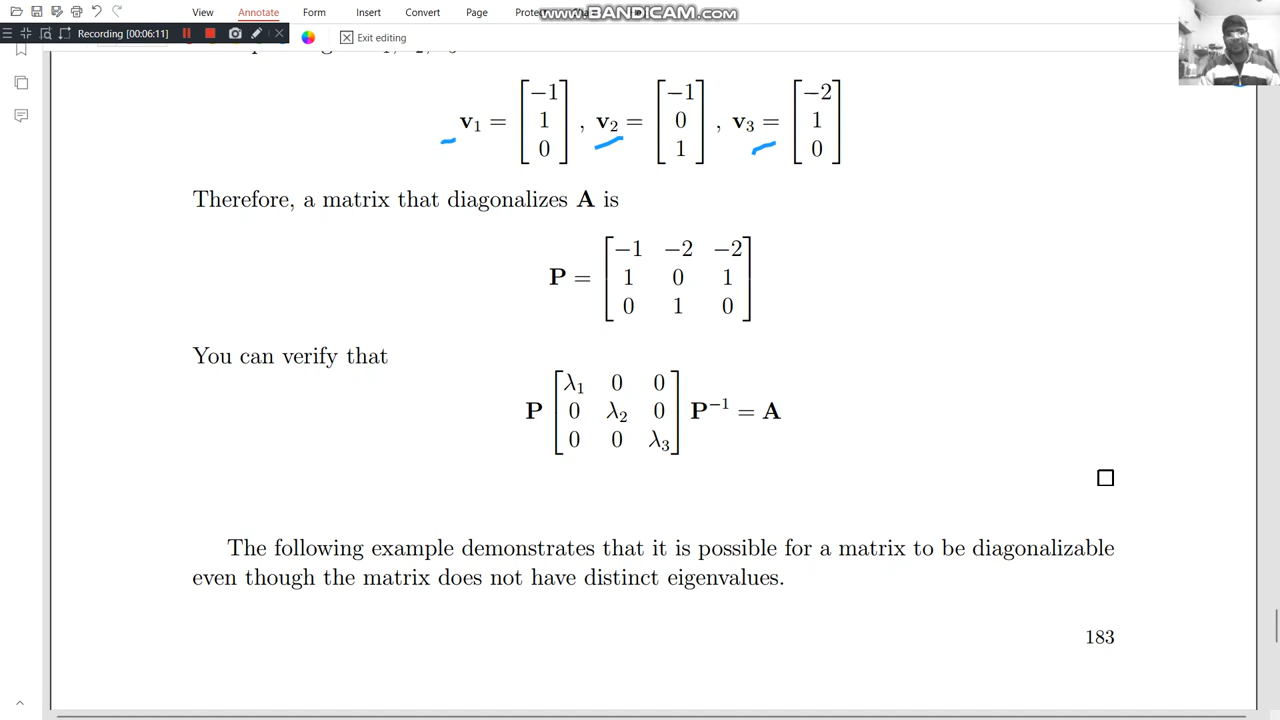 www.BANDICAM.com
View Annotate Form Insert Convert Page
Recording [00:06:11] Exit editing
v₁ = [−1 1 0], v₂ = [−1 0 1], v₃ = [−2 1 0]
Therefore, a matrix that diagonalizes A is
P = [−1 −2 −2
1 0 1
0 1 0]
You can verify that
P [λ₁ 0 0
0 λ₂ 0
0 0 λ₃] P⁻¹ = A
□
The following example demonstrates that it is possible for a matrix to be diagonalizable
even though the matrix does not have distinct eigenvalues.
183